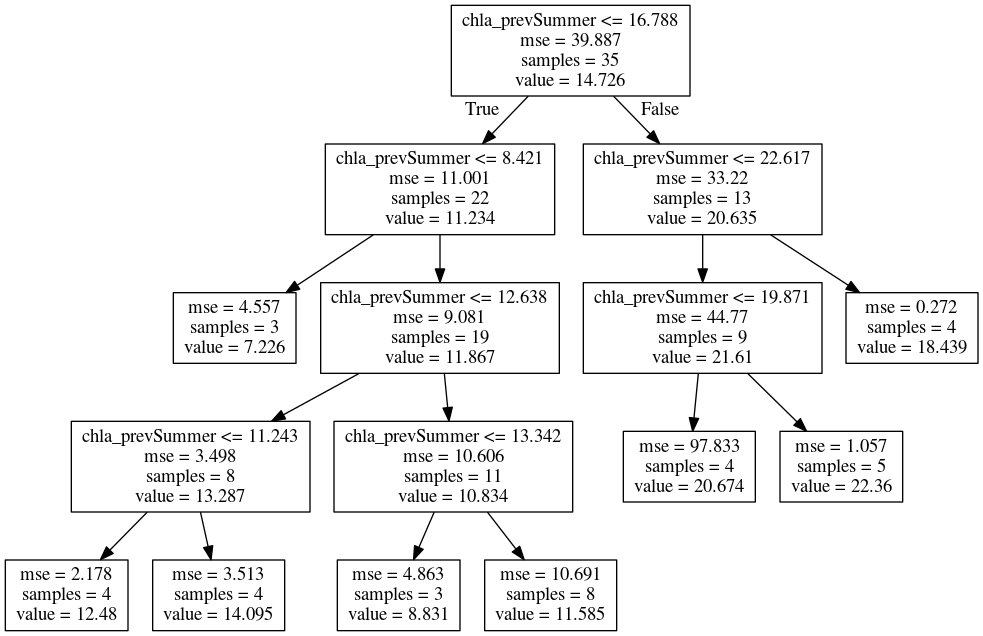 chla_prevSummer <= 16.788
mse = 39.887
samples = 35
value = 14.726
True
False
chla_prevSummer <= 8.421
mse = 11.001
samples = 22
value = 11.234
chla_prevSummer <= 22.617
mse = 33.22
samples = 13
value = 20.635
mse = 4.557
samples = 3
value = 7.226
chla_prevSummer <= 12.638
mse = 9.081
samples = 19
value = 11.867
chla_prevSummer <= 19.871
mse = 44.77
samples = 9
value = 21.61
mse = 0.272
samples = 4
value = 18.439
chla_prevSummer <= 11.243
mse = 3.498
samples = 8
value = 13.287
chla_prevSummer <= 13.342
mse = 10.606
samples = 11
value = 10.834
mse = 97.833
samples = 4
value = 20.674
mse = 1.057
samples = 5
value = 22.36
mse = 2.178
samples = 4
value = 12.48
mse = 3.513
samples = 4
value = 14.095
mse = 4.863
samples = 3
value = 8.831
mse = 10.691
samples = 8
value = 11.585